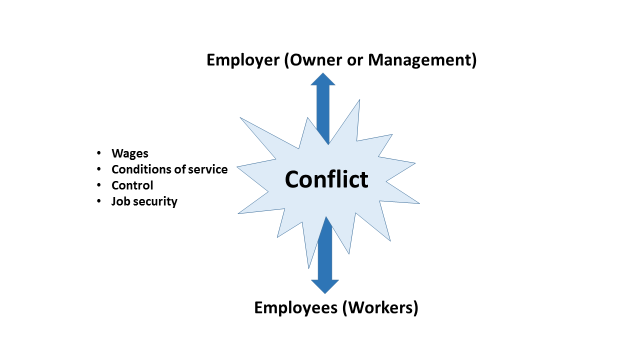 Employer (Owner or Management)
• Wages
• Conditions of service
• Control
• Job security
Conflict
Employees (Workers)